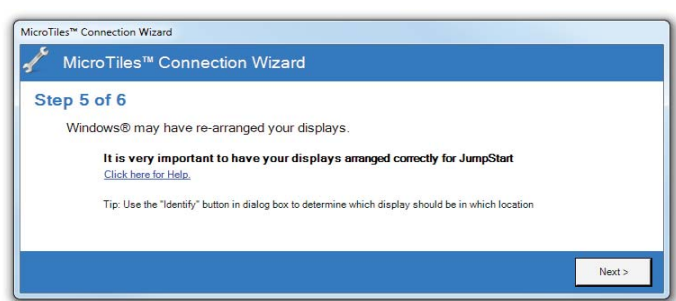 MicroTiles™ Connection Wizard
MicroTiles™ Connection Wizard
Step 5 of 6
Windows® may have re-arranged your displays.
It is very important to have your displays arranged correctly for JumpStart
Click here for Help.
Tip: Use the "Identify" button in dialog box to determine which display should be in which location
Next >